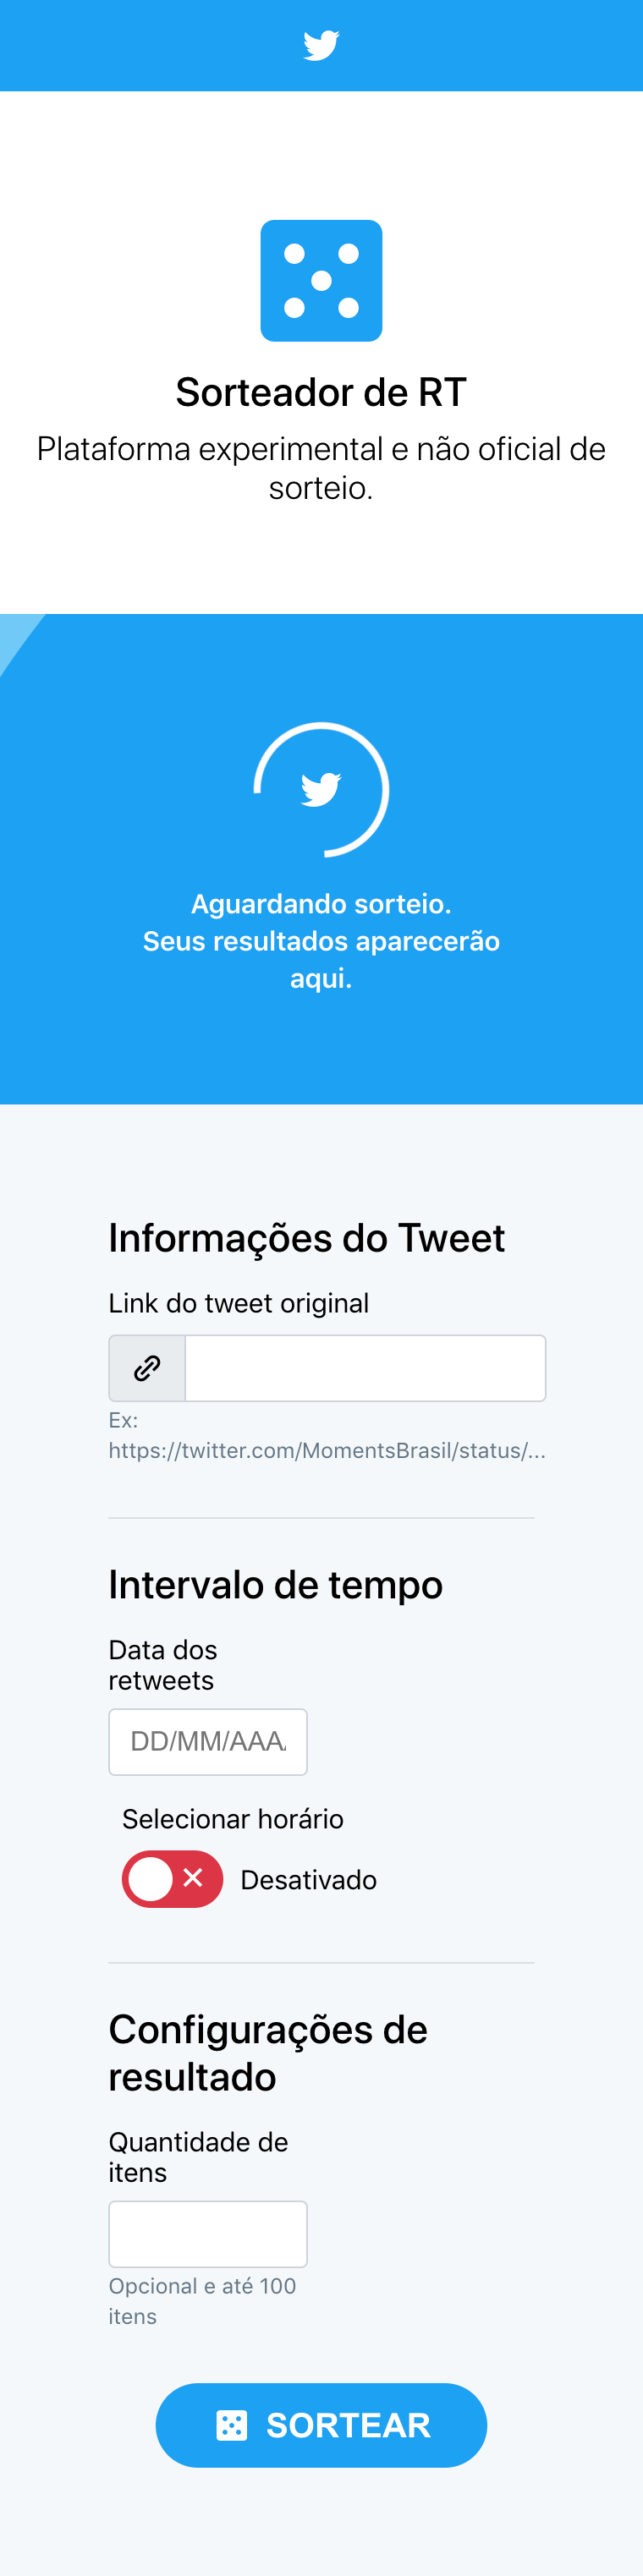 Sorteador de RT
Plataforma experimental e não oficial de
sorteio.
Aguardando sorteio.
Seus resultados aparecerão
aqui.
Informações do Tweet
Link do tweet original
Ex:
https://twitter.com/MomentsBrasil/status/...
Intervalo de tempo
Data dos
retweets
DD/MM/AAA
Selecionar horário
Desativado
Configurações de
resultado
Quantidade de
itens
Opcional e até 100
itens
SORTEAR